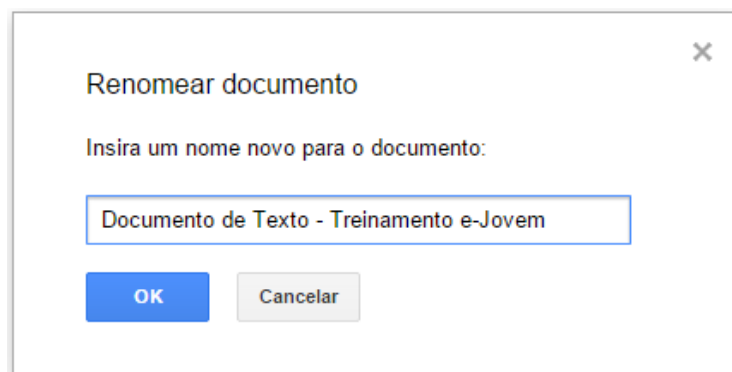 Renomear documento
Insira um nome novo para o documento:
Documento de Texto - Treinamento e-Jovem
OK Cancelar